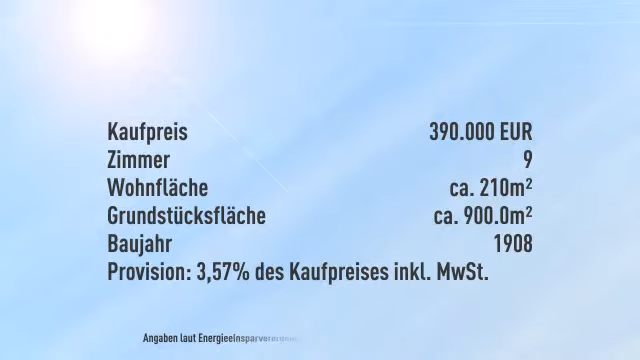 Kaufpreis 390.000 EUR
Zimmer 9
Wohnfläche ca. 210m²
Grundstücksfläche ca. 900.0m²
Baujahr 1908
Provision: 3,57% des Kaufpreises inkl. MwSt.
Angaben laut